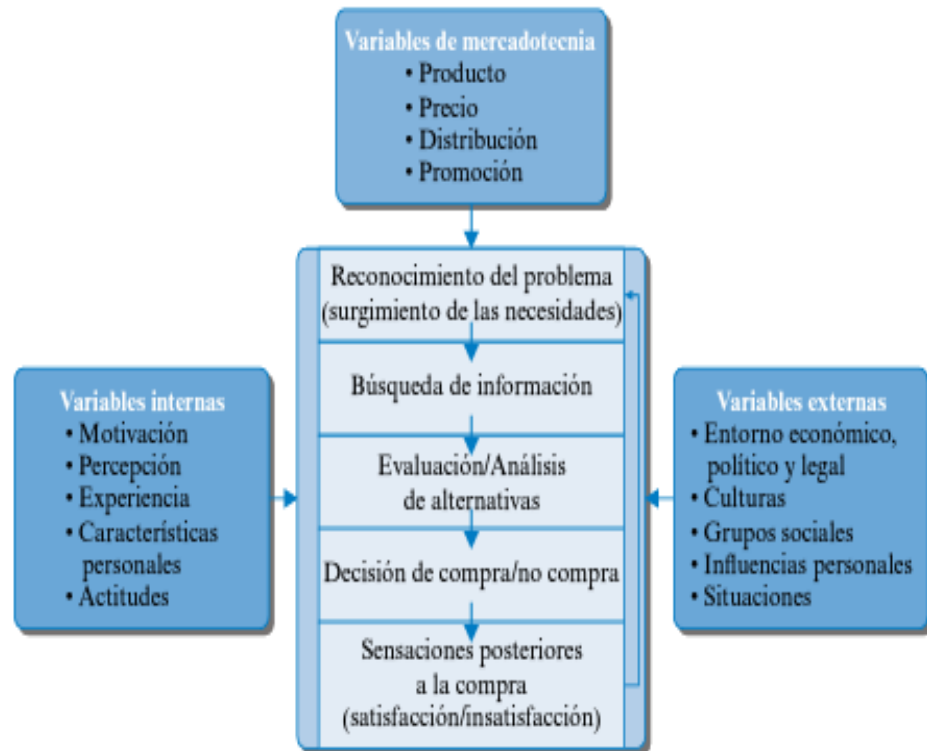 Variables de mercadotecnia
• Producto
• Precio
• Distribución
• Promoción
Reconocimiento del problema
(surgimiento de las necesidades)
Búsqueda de información
Evaluación/Análisis
de alternativas
Decisión de compra/no compra
Sensaciones posteriores
a la compra
(satisfacción/insatisfacción)
Variables internas
• Motivación
• Percepción
• Experiencia
• Características
personales
• Actitudes
Variables externas
• Entorno económico,
político y legal
• Culturas
• Grupos sociales
• Influencias personales
• Situaciones